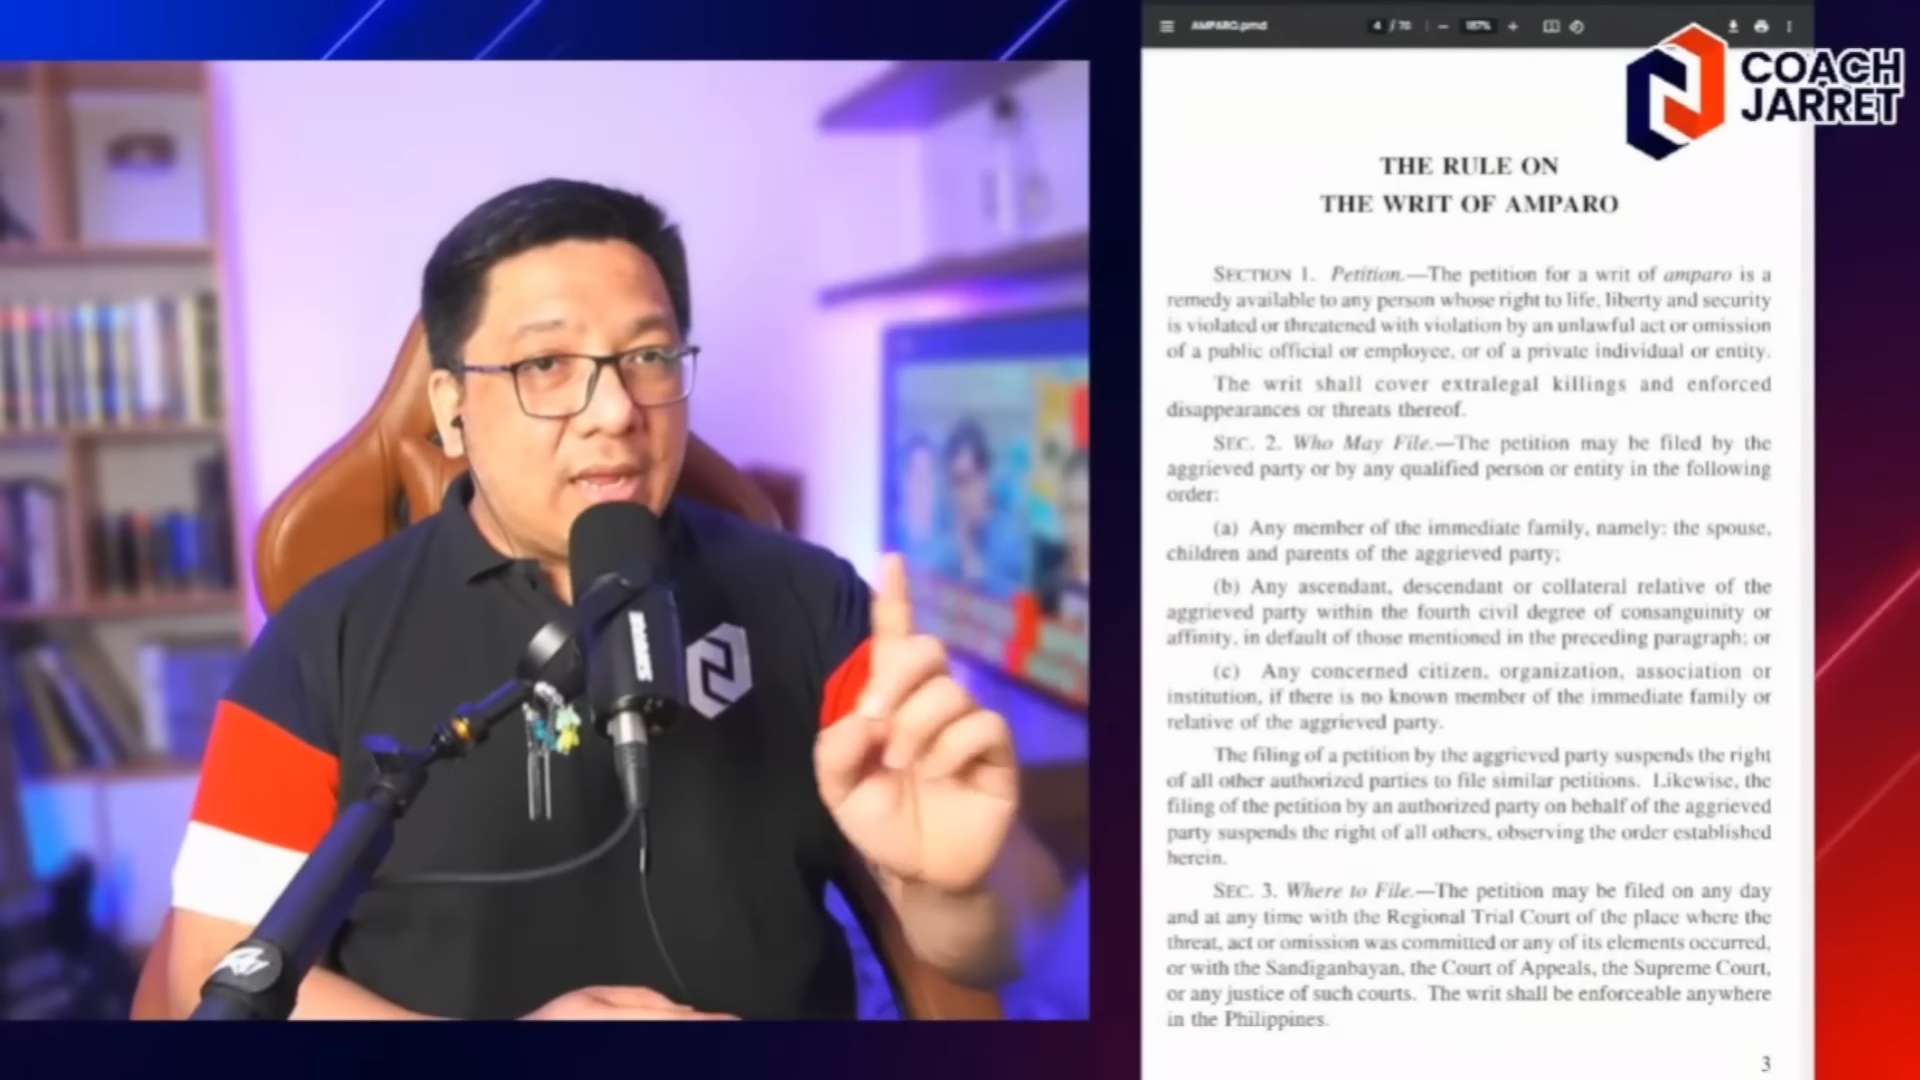 AMPARO.pmd
4 / 70
187%
COACH
JARRET
THE RULE ON
THE WRIT OF AMPARO
SECTION 1. Petition.—The petition for a writ of amparo is a
remedy available to any person whose right to life, liberty and security
is violated or threatened with violation by an unlawful act or omission
of a public official or employee, or of a private individual or entity.
The writ shall cover extralegal killings and enforced
disappearances or threats thereof.
SEC. 2. Who May File.—The petition may be filed by the
aggrieved party or by any qualified person or entity in the following
order:
(a) Any member of the immediate family, namely: the spouse,
children and parents of the aggrieved party;
(b) Any ascendant, descendant or collateral relative of the
aggrieved party within the fourth civil degree of consanguinity or
affinity, in default of those mentioned in the preceding paragraph; or
(c) Any concerned citizen, organization, association or
institution, if there is no known member of the immediate family or
relative of the aggrieved party.
The filing of a petition by the aggrieved party suspends the right
of all other authorized parties to file similar petitions. Likewise, the
filing of the petition by an authorized party on behalf of the aggrieved
party suspends the right of all others, observing the order established
herein.
SEC. 3. Where to File.—The petition may be filed on any day
and at any time with the Regional Trial Court of the place where the
threat, act or omission was committed or any of its elements occurred,
or with the Sandiganbayan, the Court of Appeals, the Supreme Court,
or any justice of such courts. The writ shall be enforceable anywhere
in the Philippines.
3